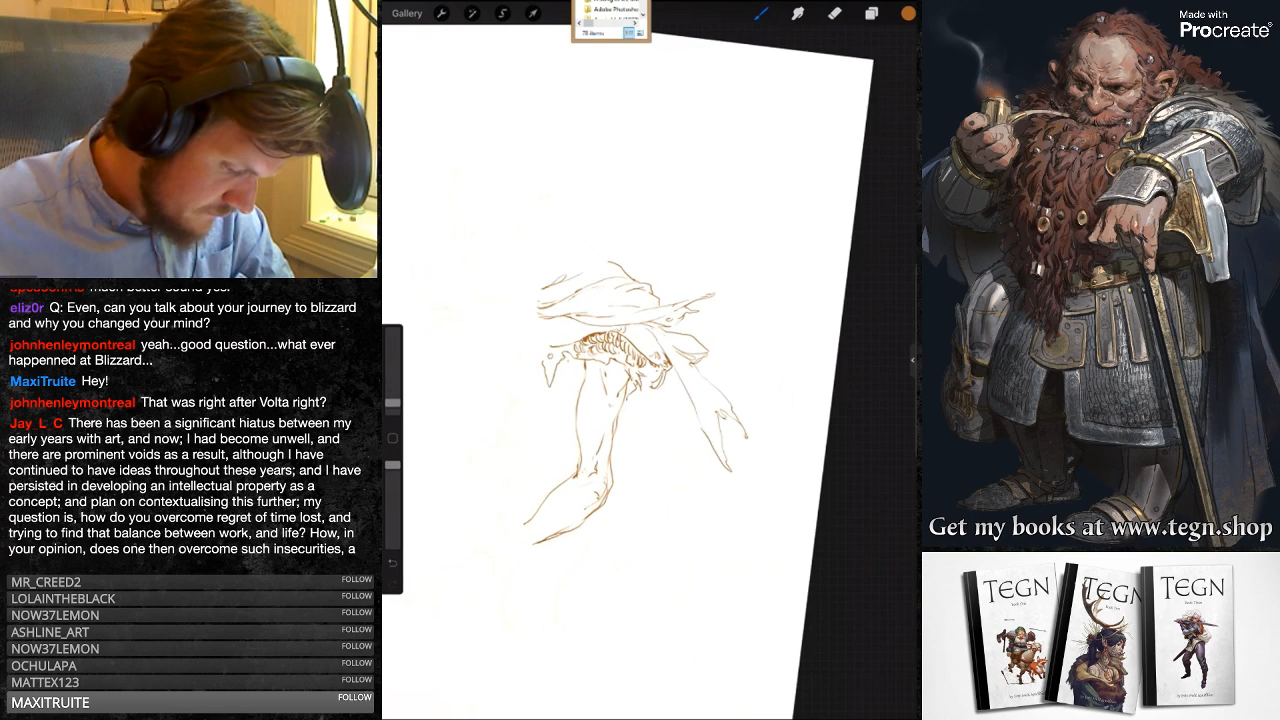 Gallery
Adobe Photosho
78 items
Made with
Procreate
much better sound yes.
eliz0r Q: Even, can you talk about your journey to blizzard
and why you changed your mind?
johnhenleymontreal yeah...good question...what ever
happenned at Blizzard...
MaxiTruite Hey!
johnhenleymontreal That was right after Volta right?
Jay_L_C There has been a significant hiatus between my
early years with art, and now; I had become unwell, and
there are prominent voids as a result, although I have
continued to have ideas throughout these years; and I have
persisted in developing an intellectual property as a
concept; and plan on contextualising this further; my
question is, how do you overcome regret of time lost, and
trying to find that balance between work, and life? How, in
your opinion, does one then overcome such insecurities, a
MR_CREED2 FOLLOW
LOLAINTHEBLACK FOLLOW
NOW37LEMON FOLLOW
ASHLINE_ART FOLLOW
NOW37LEMON FOLLOW
OCHULAPA FOLLOW
MATTEX123 FOLLOW
MAXITRUITE FOLLOW
Get my books at www.tegn.shop
TEGN
TEGN
TEGN